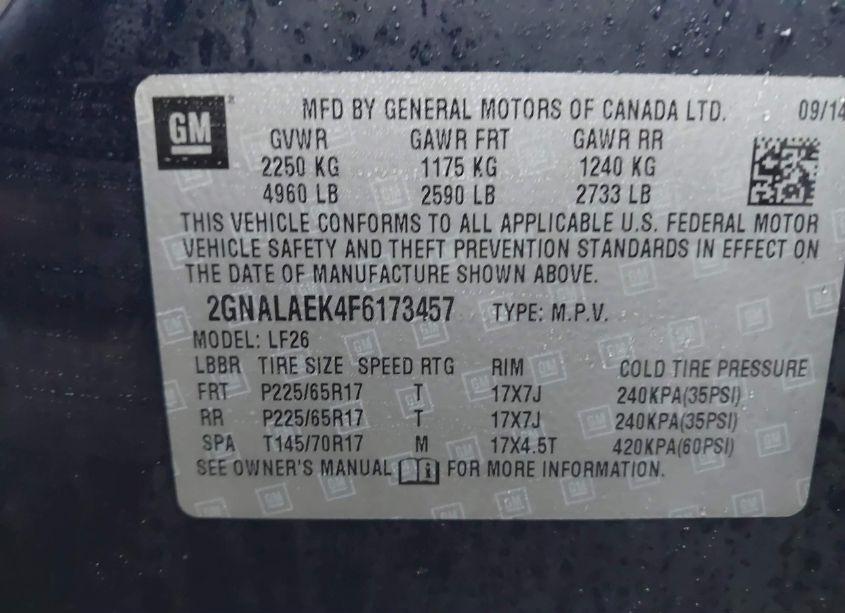 GM
MFD BY GENERAL MOTORS OF CANADA LTD. 09/14
GVWR GAWR FRT GAWR RR
2250 KG 1175 KG 1240 KG
4960 LB 2590 LB 2733 LB
THIS VEHICLE CONFORMS TO ALL APPLICABLE U.S. FEDERAL MOTOR
VEHICLE SAFETY AND THEFT PREVENTION STANDARDS IN EFFECT ON
THE DATE OF MANUFACTURE SHOWN ABOVE.
2GNALAEK4F6173457 TYPE: M.P.V.
MODEL: LF26
LBBR TIRE SIZE SPEED RTG RIM COLD TIRE PRESSURE
FRT P225/65R17 T 17X7J 240KPA(35PSI)
RR P225/65R17 T 17X7J 240KPA(35PSI)
SPA T145/70R17 M 17X4.5T 420KPA(60PSI)
SEE OWNER'S MANUAL FOR MORE INFORMATION.